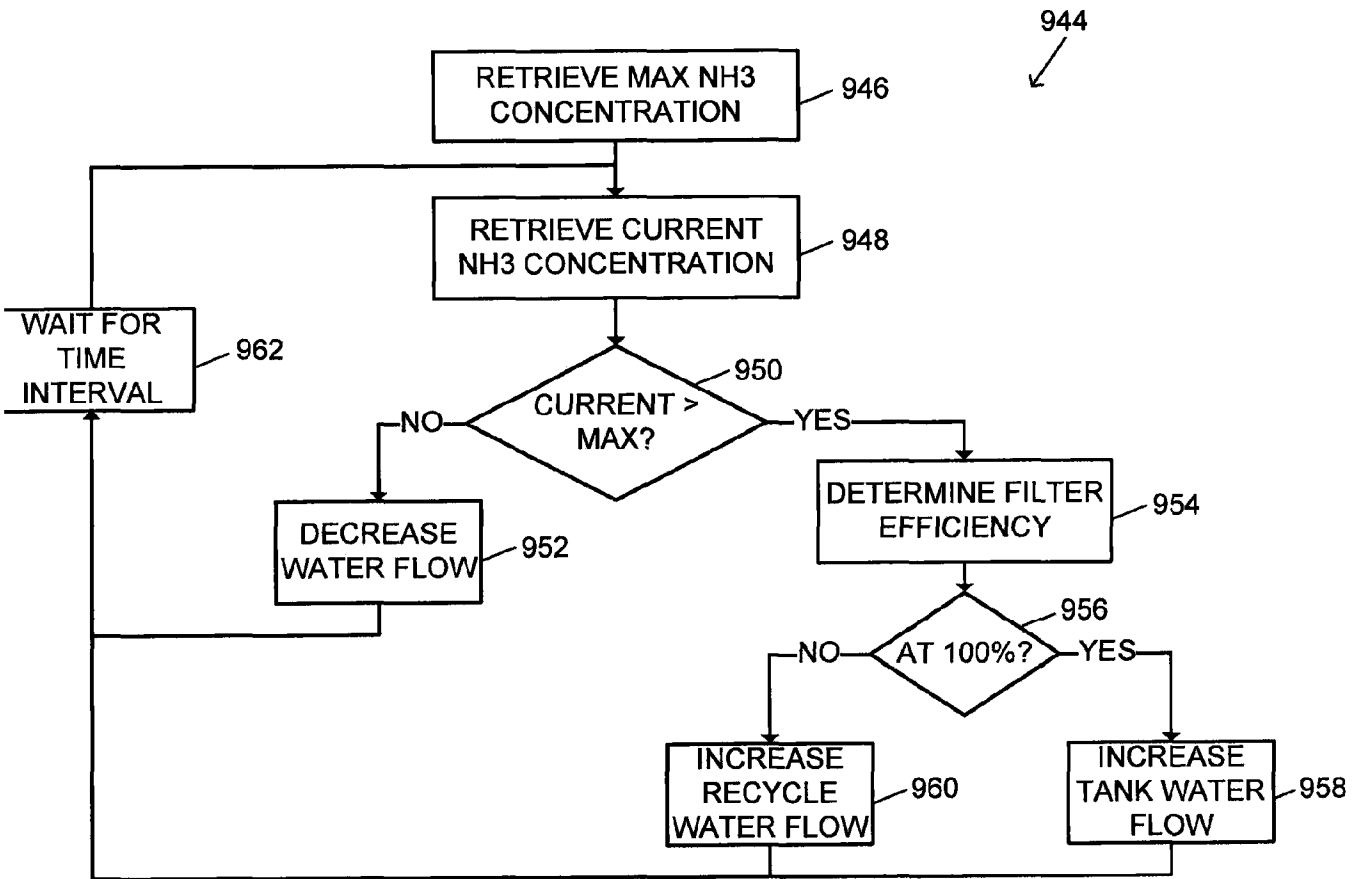 944
RETRIEVE MAX NH3
CONCENTRATION
946
RETRIEVE CURRENT
NH3 CONCENTRATION
948
WAIT FOR
TIME
INTERVAL
962
CURRENT >
MAX?
950
NO
YES
DECREASE
WATER FLOW
952
DETERMINE FILTER
EFFICIENCY
954
AT 100%?
956
NO
YES
INCREASE
RECYCLE
WATER FLOW
960
INCREASE
TANK WATER
FLOW
958